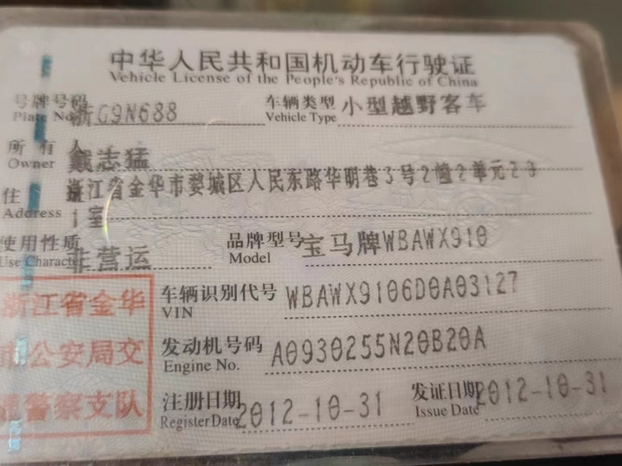 中华人民共和国机动车行驶证
Vehicle License of the People's Republic of China
号牌号码 浙G9N688 车辆类型 小型越野客车
Plate No. Vehicle Type
所有人 戴志猛
Owner
住址 浙江省金华市婺城区人民东路华明巷3号2幢2单元20
Address 1室
使用性质 非营运 品牌型号 宝马牌WBAWX910
Use Character Model
车辆识别代号 WBAWX9106D0A03127
VIN
发动机号码 A0930255N20B20A
Engine No.
注册日期 2012-10-31 发证日期 2012-10-31
Register Date Issue Date
浙江省金华
市公安局交
通警察支队